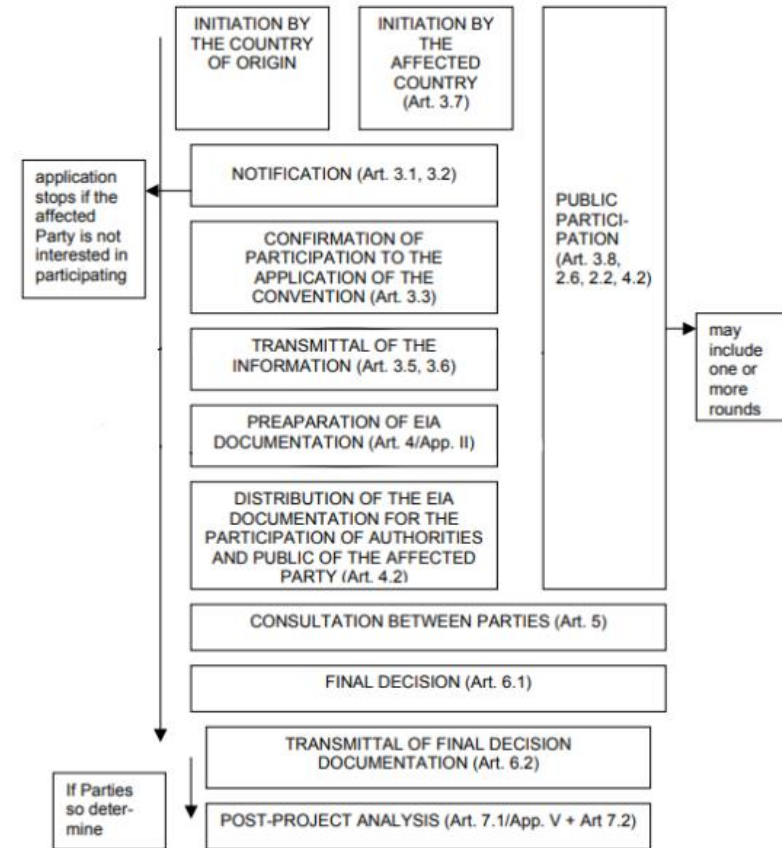 INITIATION BY
THE COUNTRY
OF ORIGIN
INITIATION BY
THE
AFFECTED
COUNTRY
(Art. 3.7)
NOTIFICATION (Art. 3.1, 3.2)
application
stops if the
affected
Party is not
interested in
participating
CONFIRMATION OF
PARTICIPATION TO THE
APPLICATION OF THE
CONVENTION (Art. 3.3)
PUBLIC
PARTICI-
PATION
(Art. 3.8,
2.6, 2.2, 4.2)
may
include
one or
more
rounds
TRANSMITTAL OF THE
INFORMATION (Art. 3.5, 3.6)
PREAPARATION OF EIA
DOCUMENTATION (Art. 4/App. II)
DISTRIBUTION OF THE EIA
DOCUMENTATION FOR THE
PARTICIPATION OF AUTHORITIES
AND PUBLIC OF THE AFFECTED
PARTY (Art. 4.2)
CONSULTATION BETWEEN PARTIES (Art. 5)
FINAL DECISION (Art. 6.1)
TRANSMITTAL OF FINAL DECISION
DOCUMENTATION (Art. 6.2)
If Parties
so deter-
mine
POST-PROJECT ANALYSIS (Art. 7.1/App. V + Art 7.2)